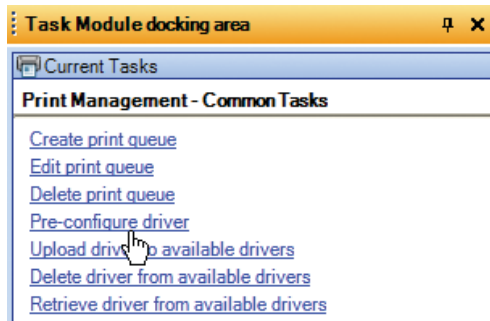 Task Module docking area
Current Tasks
Print Management - Common Tasks
Create print queue
Edit print queue
Delete print queue
Pre-configure driver
Upload available drivers
Delete driver from available drivers
Retrieve driver from available drivers